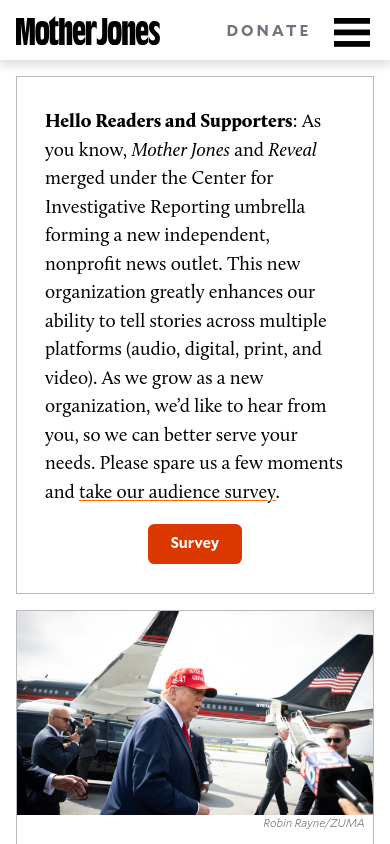 Mother Jones
DONATE
Hello Readers and Supporters: As
you know, Mother Jones and Reveal
merged under the Center for
Investigative Reporting umbrella
forming a new independent,
nonprofit news outlet. This new
organization greatly enhances our
ability to tell stories across multiple
platforms (audio, digital, print, and
video). As we grow as a new
organization, we’d like to hear from
you, so we can better serve your
needs. Please spare us a few moments
and take our audience survey.
Survey
45-47
Robin Rayne/ZUMA